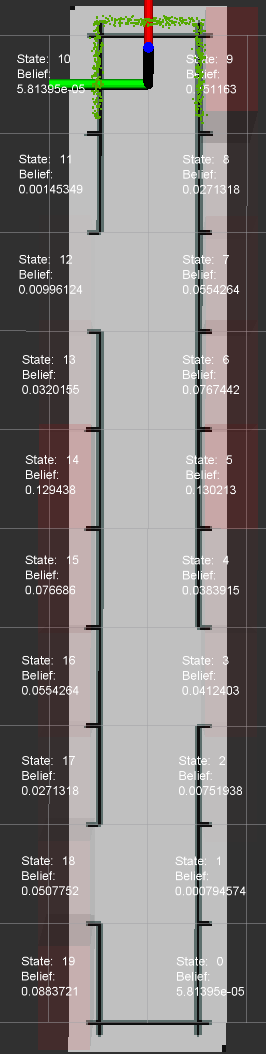 State: 10
Belief:
5.81395e-05
State: 9
Belief:
State: 11
Belief:
0.00145349
State: 8
Belief:
0.0271318
State: 12
Belief:
0.00996124
State: 7
Belief:
0.0554264
State: 13
Belief:
0.0320155
State: 6
Belief:
0.0767442
State: 14
Belief:
0.129438
State: 5
Belief:
0.130213
State: 15
Belief:
0.076686
State: 4
Belief:
0.0383915
State: 16
Belief:
0.0554264
State: 3
Belief:
0.0412403
State: 17
Belief:
0.0271318
State: 2
Belief:
0.00751938
State: 18
Belief:
0.0507752
State: 1
Belief:
0.000794574
State: 19
Belief:
0.0883721
State: 0
Belief:
5.81395e-05